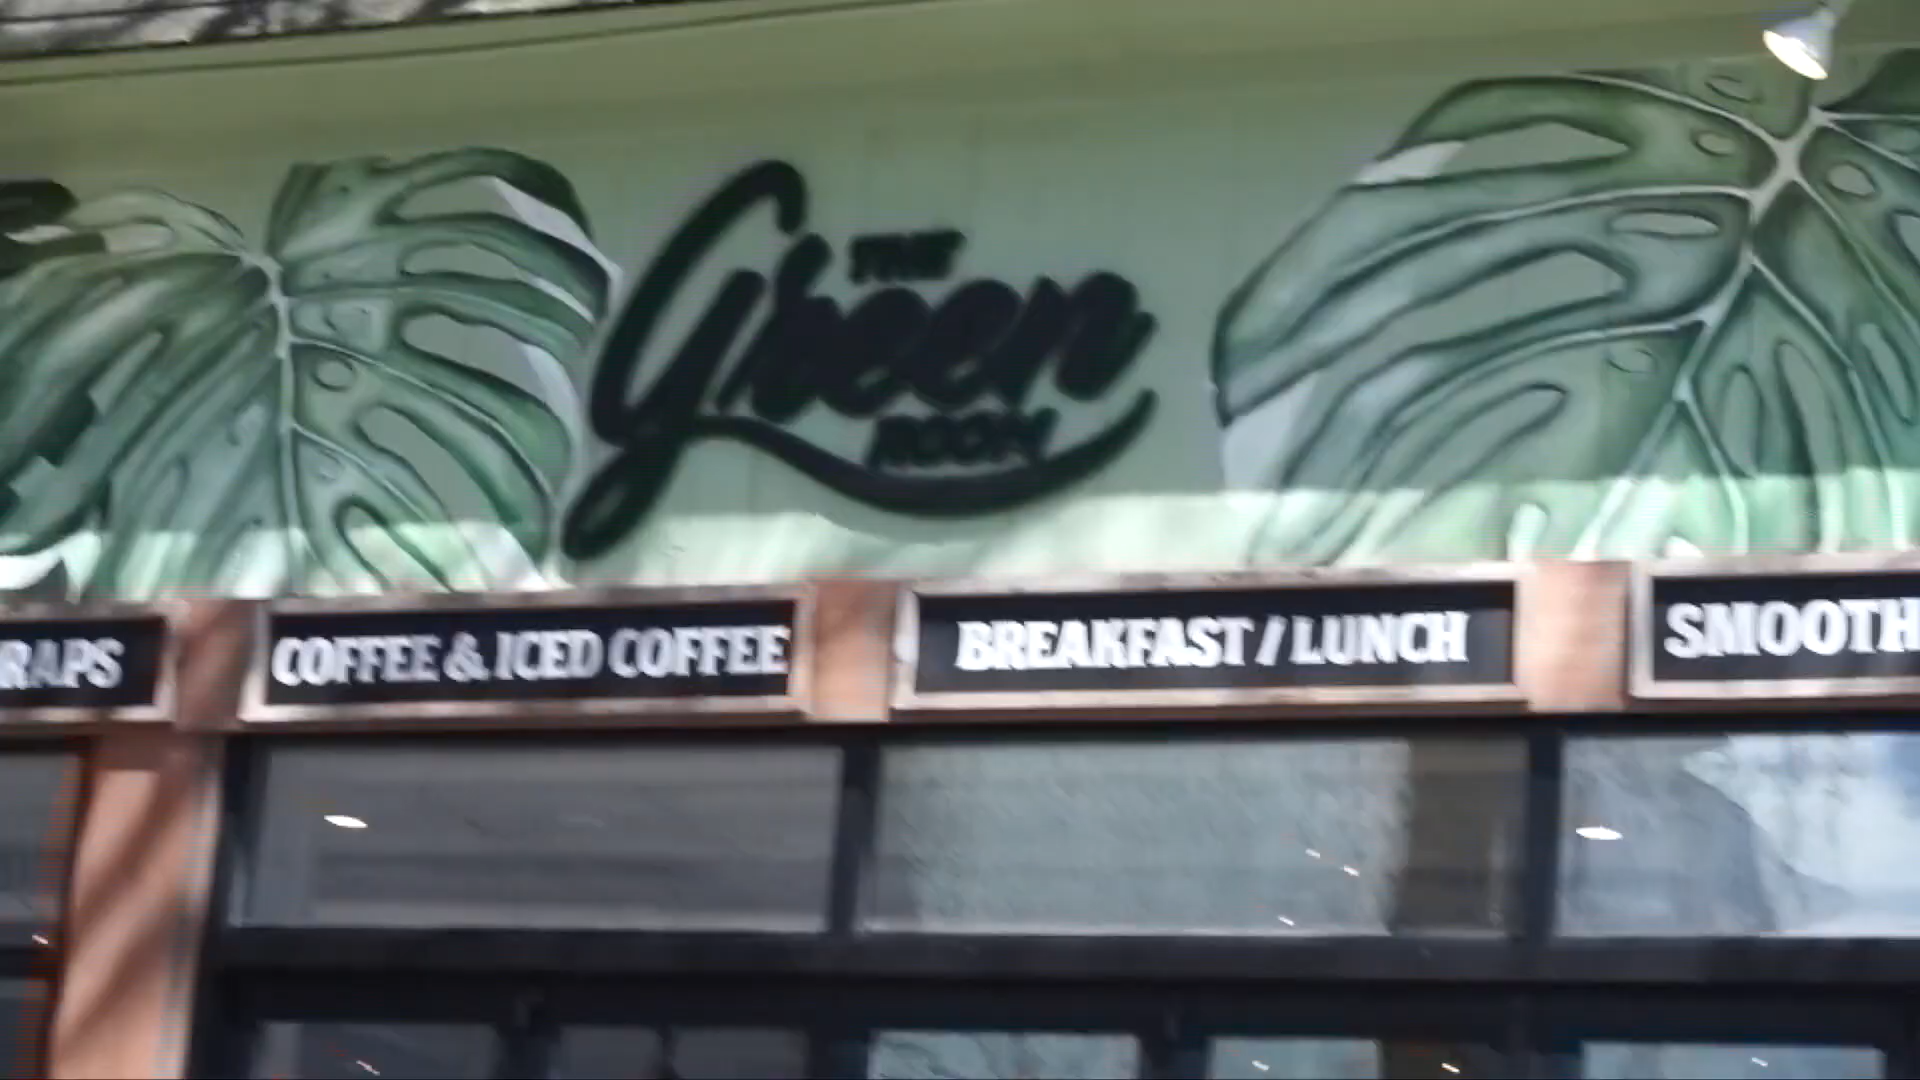 THE
Green
ROOM
RAPS
COFFEE & ICED COFFEE
BREAKFAST / LUNCH
SMOOTH